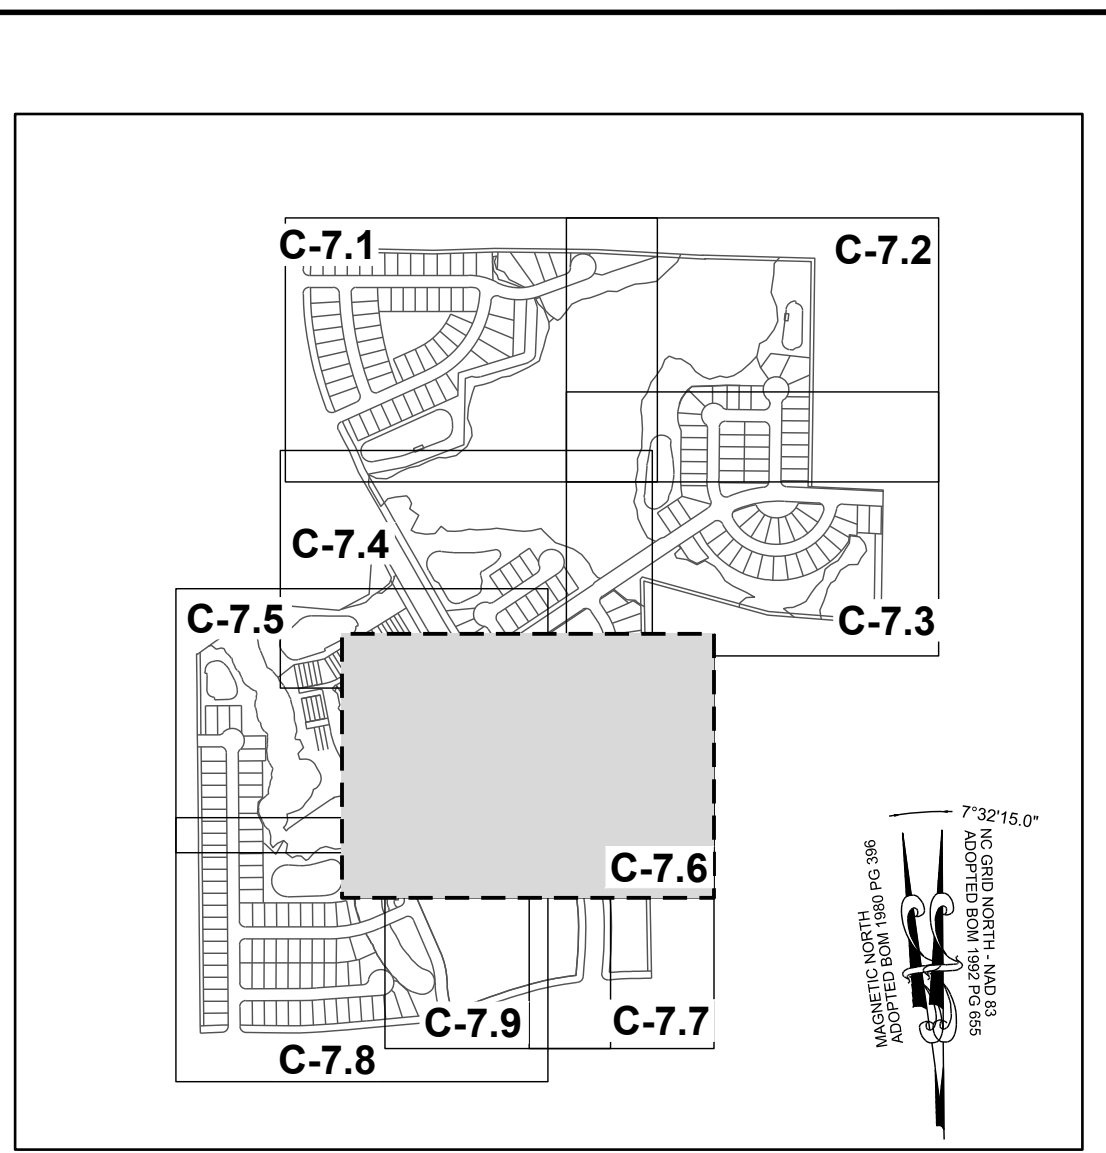 C-7.1
C-7.2
C-7.4
C-7.5
C-7.3
C-7.6
7°32'15.0"
NC GRID NORTH - NAD 83
ADOPTED BOM 1992 PG 655
MAGNETIC NORTH
ADOPTED BOM 1980 PG 396
C-7.9
C-7.7
C-7.8